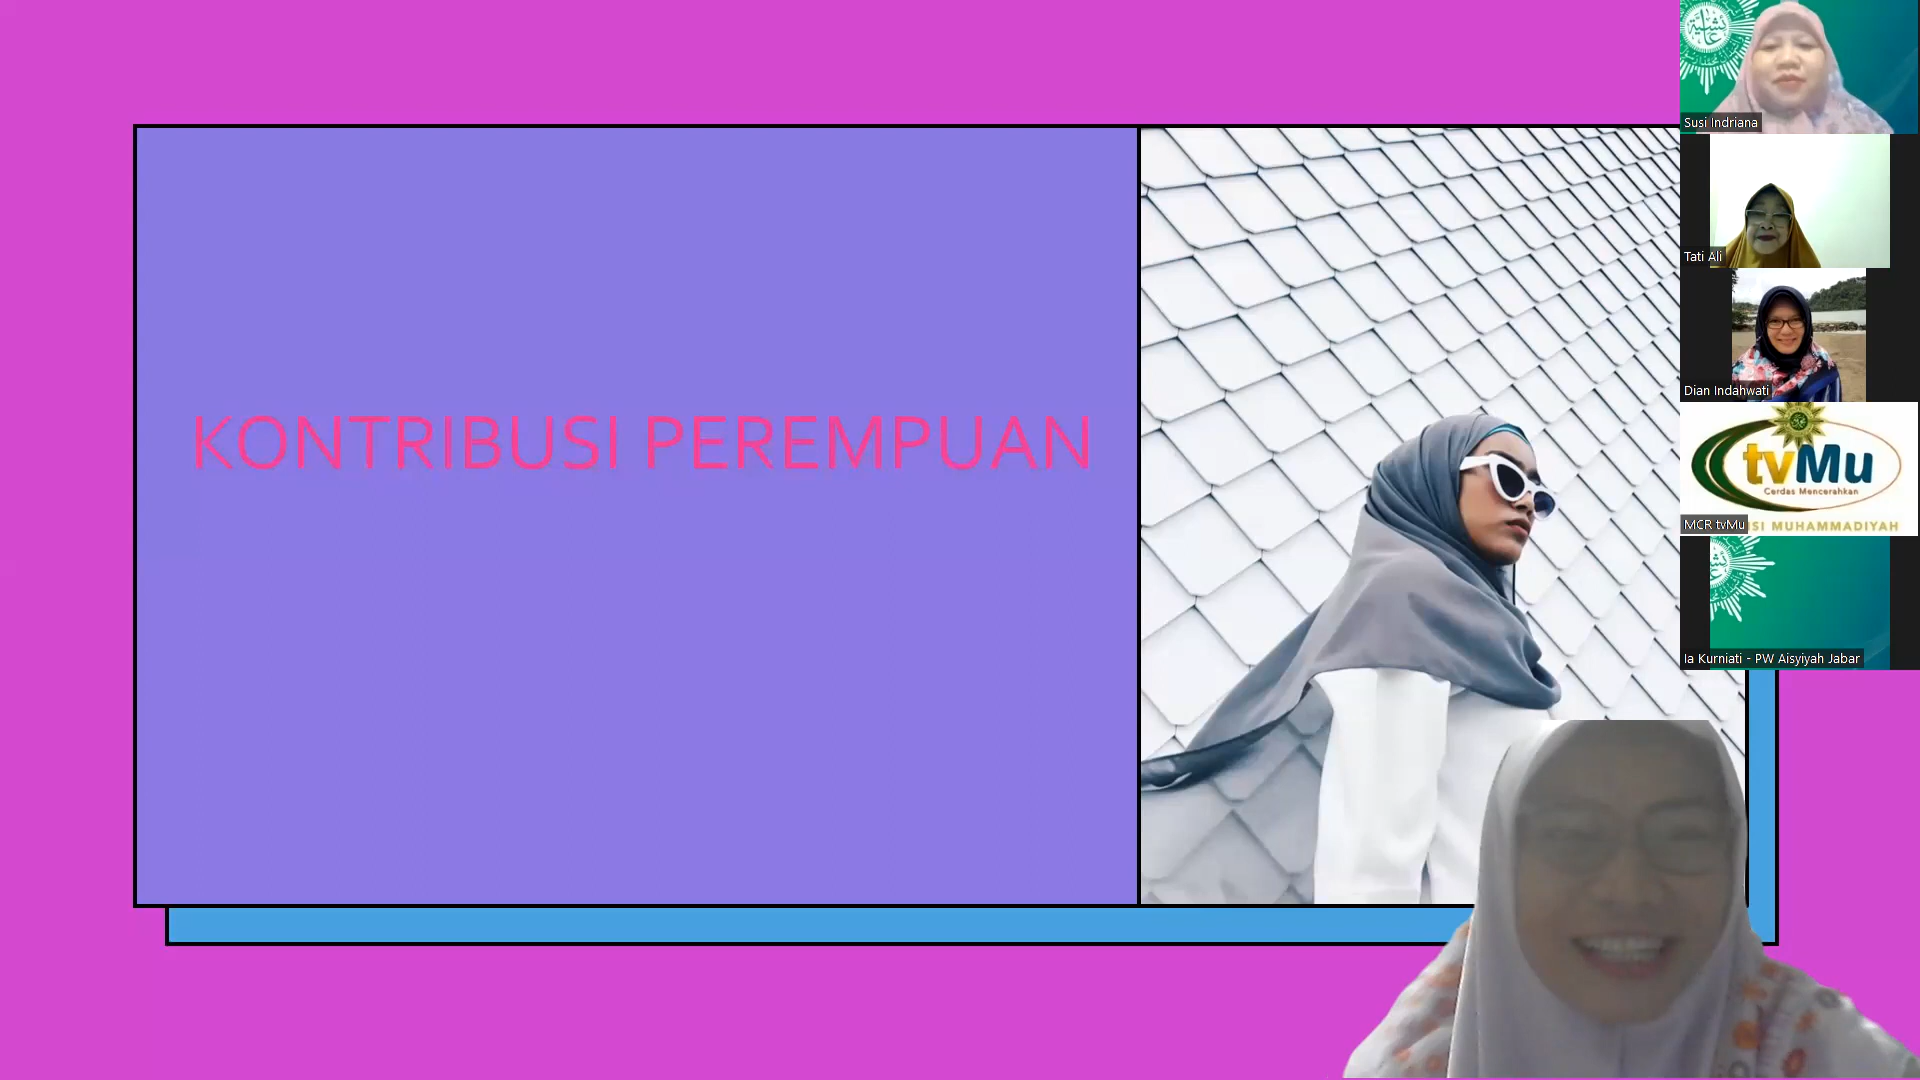 KONTRIBUSI PEREMPUAN
Susi Indriana
Tati Ali
Dian Indahwati
tvMu
Cerdas Mencerahkan
MCR tvMu
SI MUHAMMADIYAH
Ia Kurniati - PW Aisyiyah Jabar